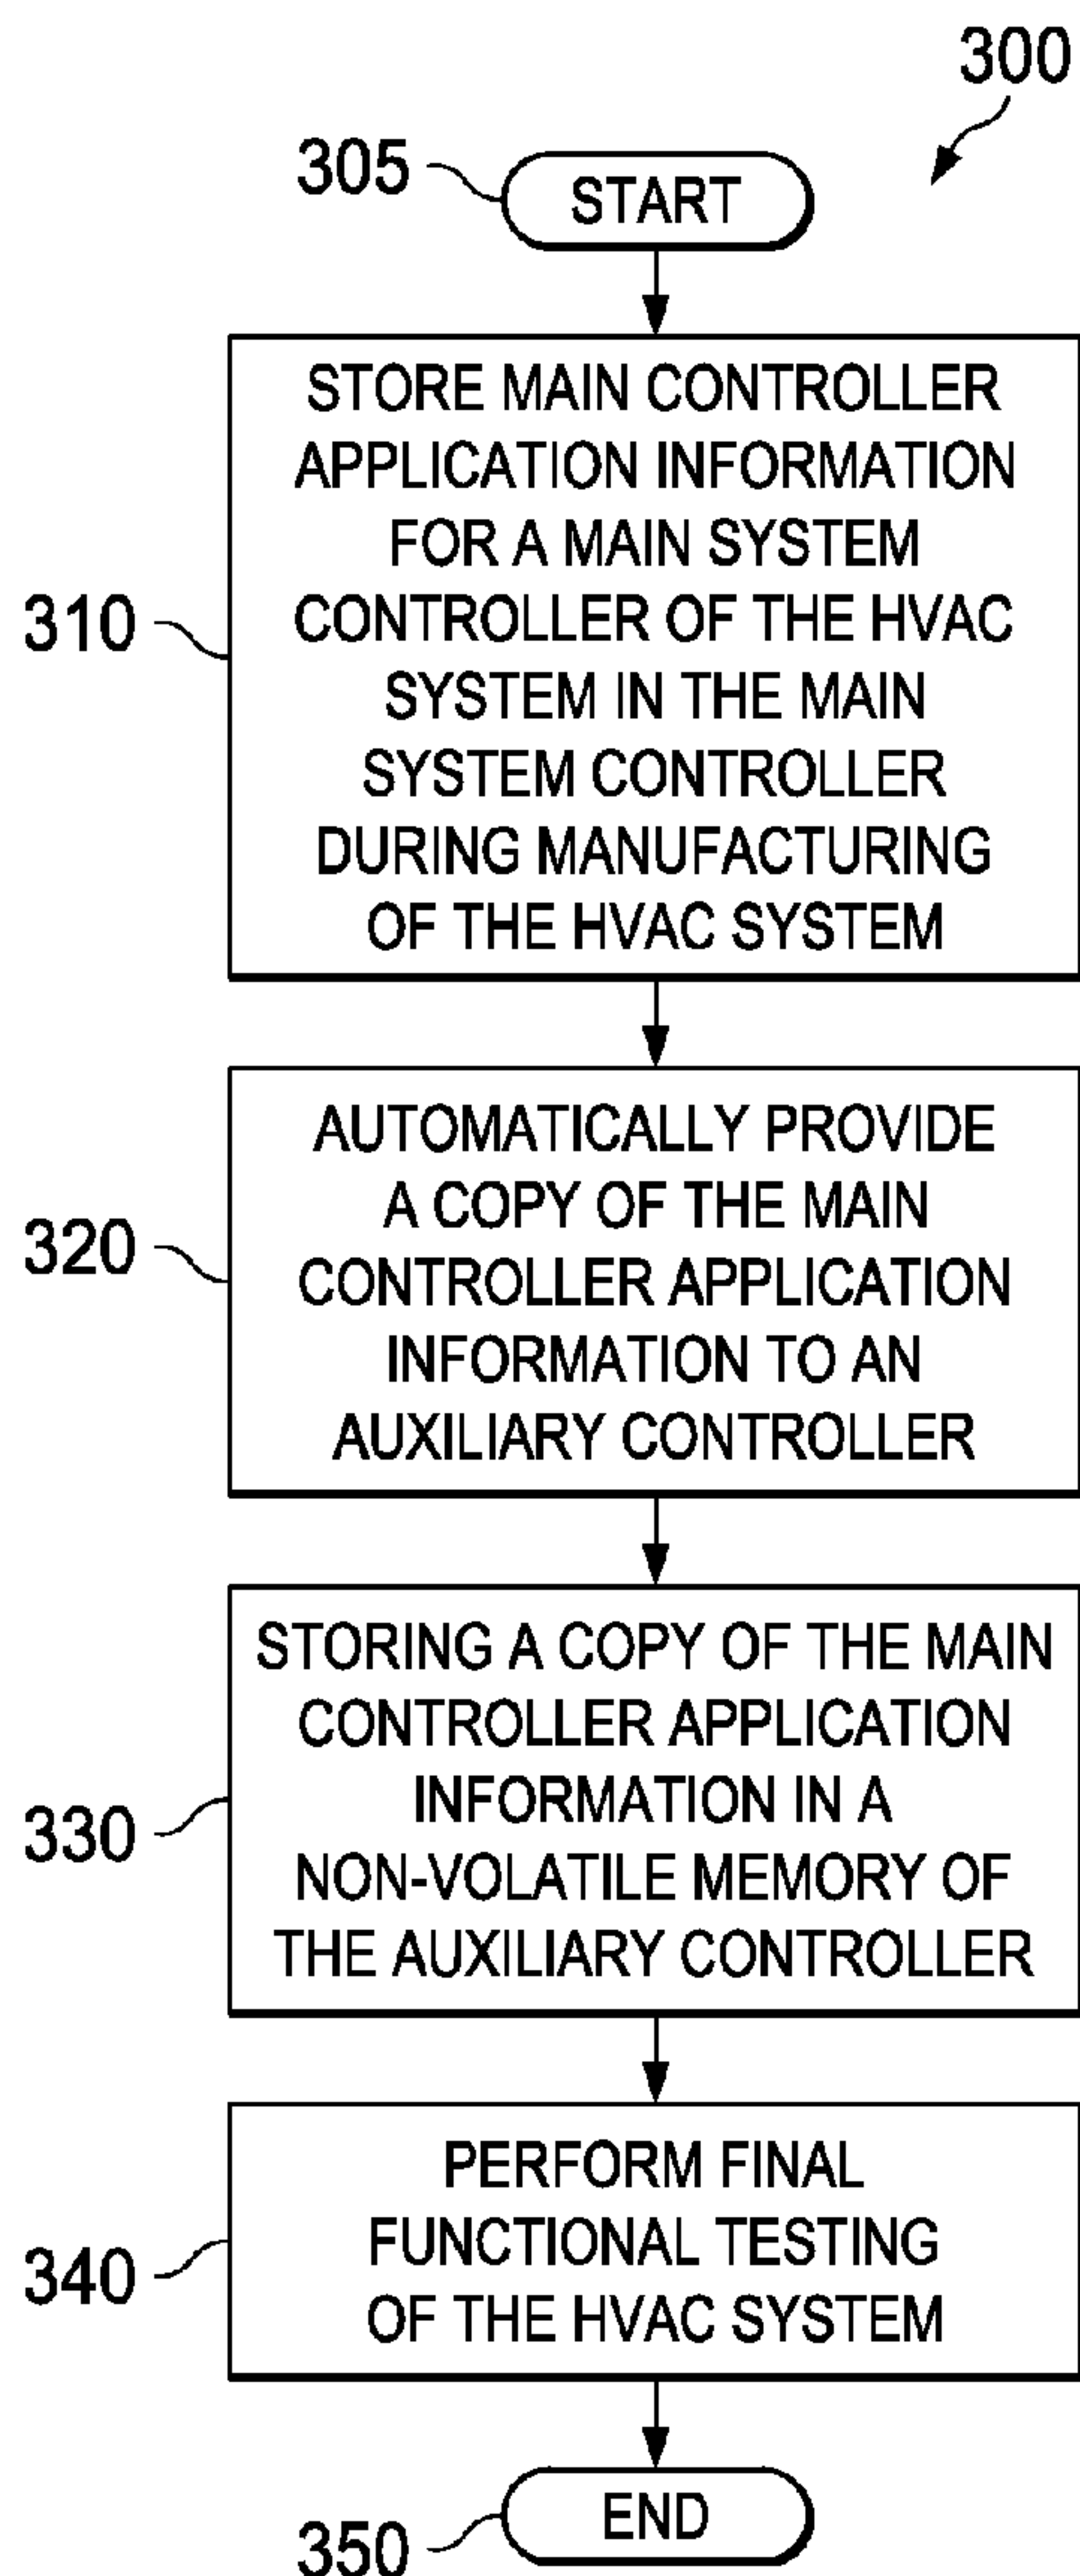 300
305
START
STORE MAIN CONTROLLER
APPLICATION INFORMATION
FOR A MAIN SYSTEM
CONTROLLER OF THE HVAC
SYSTEM IN THE MAIN
SYSTEM CONTROLLER
DURING MANUFACTURING
OF THE HVAC SYSTEM
310
AUTOMATICALLY PROVIDE
A COPY OF THE MAIN
CONTROLLER APPLICATION
INFORMATION TO AN
AUXILIARY CONTROLLER
320
STORING A COPY OF THE MAIN
CONTROLLER APPLICATION
INFORMATION IN A
NON-VOLATILE MEMORY OF
THE AUXILIARY CONTROLLER
330
PERFORM FINAL
FUNCTIONAL TESTING
OF THE HVAC SYSTEM
340
END
350